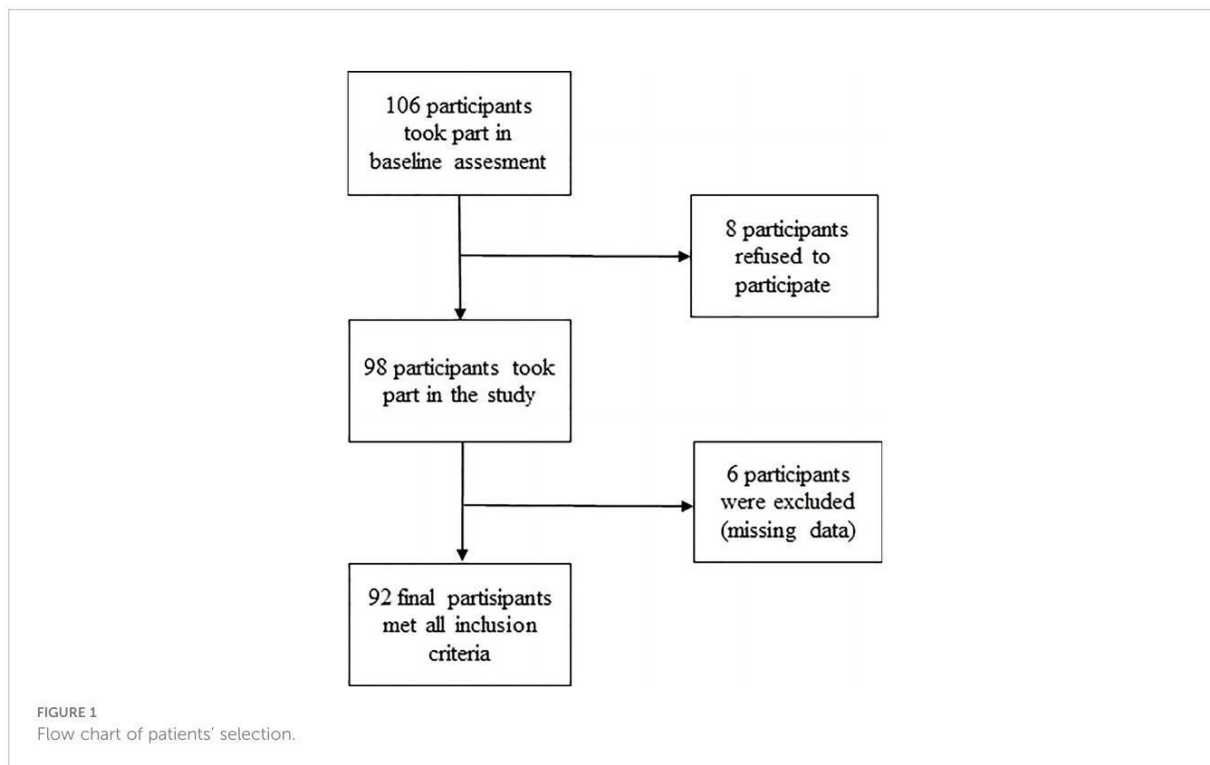 106 participants
took part in
baseline assesment
8 participants
refused to
participate
98 participants took
part in the study
6 participants
were excluded
(missing data)
92 final partisipants
met all inclusion
criteria
FIGURE 1
Flow chart of patients’ selection.